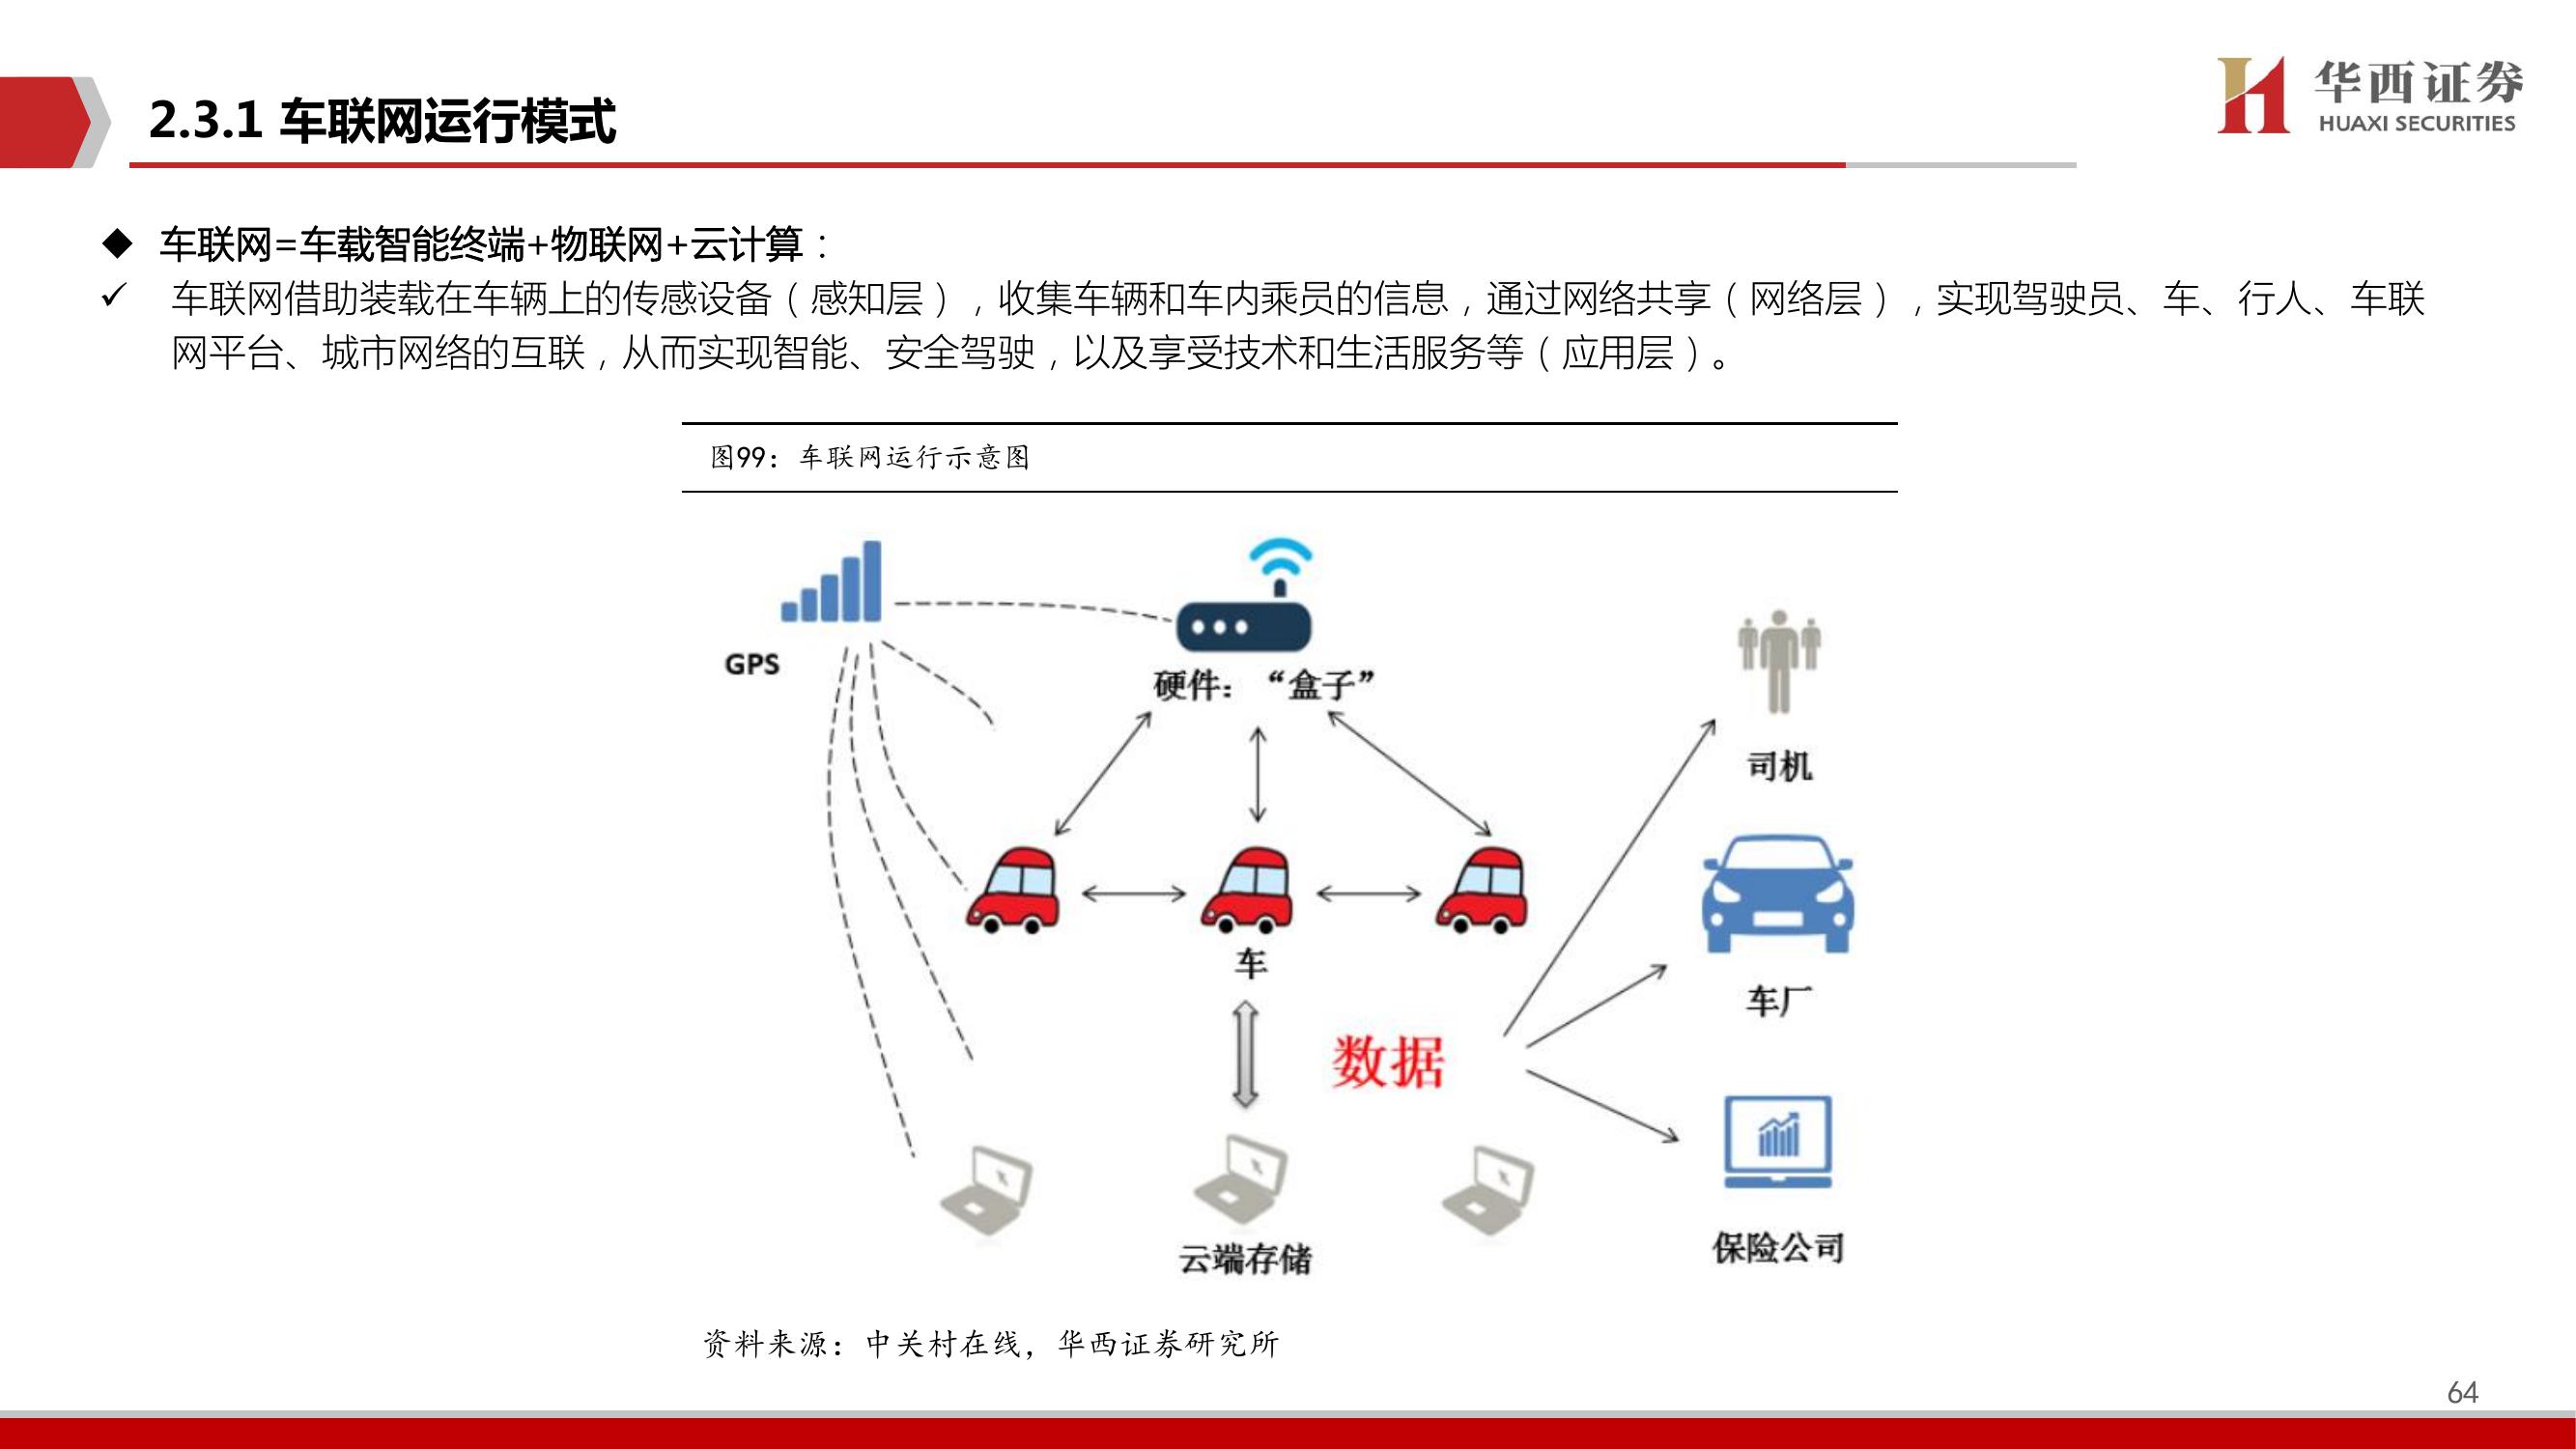 华西证券
HUAXI SECURITIES
2.3.1 车联网运行模式
◆ 车联网=车载智能终端+物联网+云计算：
✓ 车联网借助装载在车辆上的传感设备（感知层），收集车辆和车内乘员的信息，通过网络共享（网络层），实现驾驶员、车、行人、车联
网平台、城市网络的互联，从而实现智能、安全驾驶，以及享受技术和生活服务等（应用层）。
图99：车联网运行示意图
GPS
硬件：“盒子”
司机
车
车厂
数据
云端存储
保险公司
资料来源：中关村在线，华西证券研究所
64